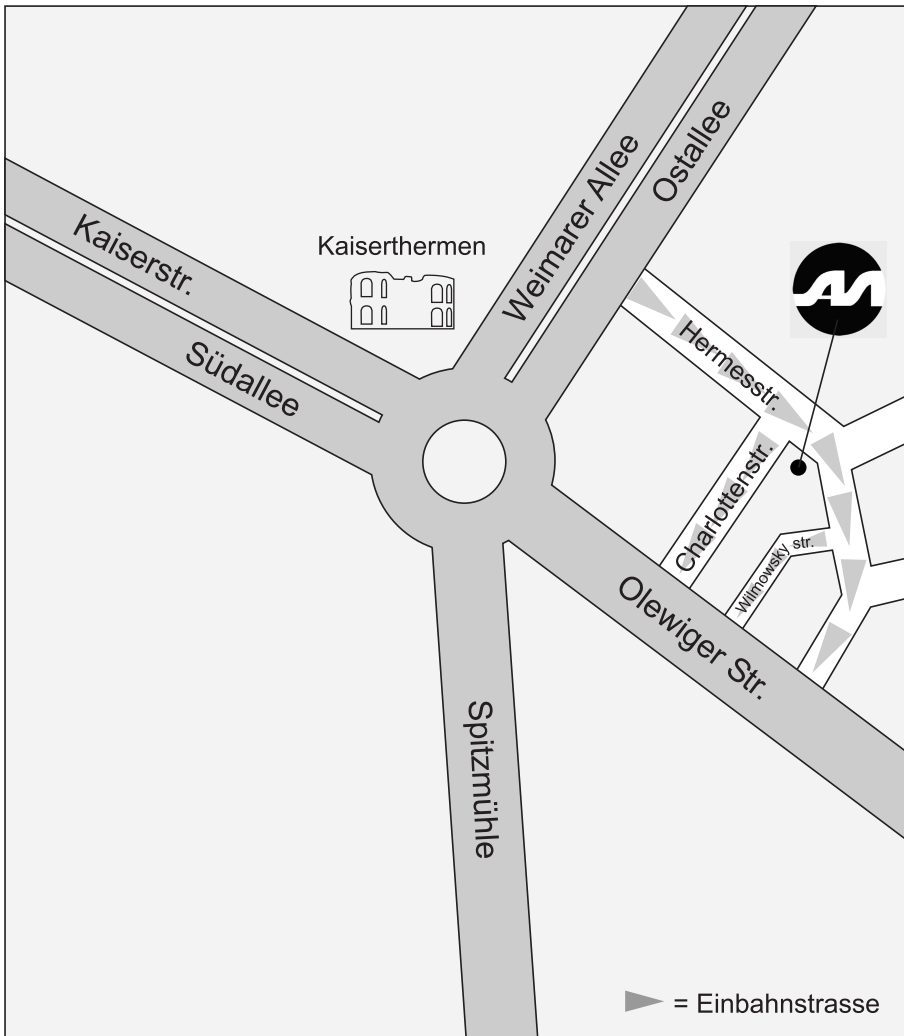 Weimarer Allee
Ostallee
Kaiserstr.
Kaiserthermen
Südallee
Hermesstr.
Charlottenstr.
Wilmowsky str.
Olewiger Str.
Spitzmühle
= Einbahnstrasse